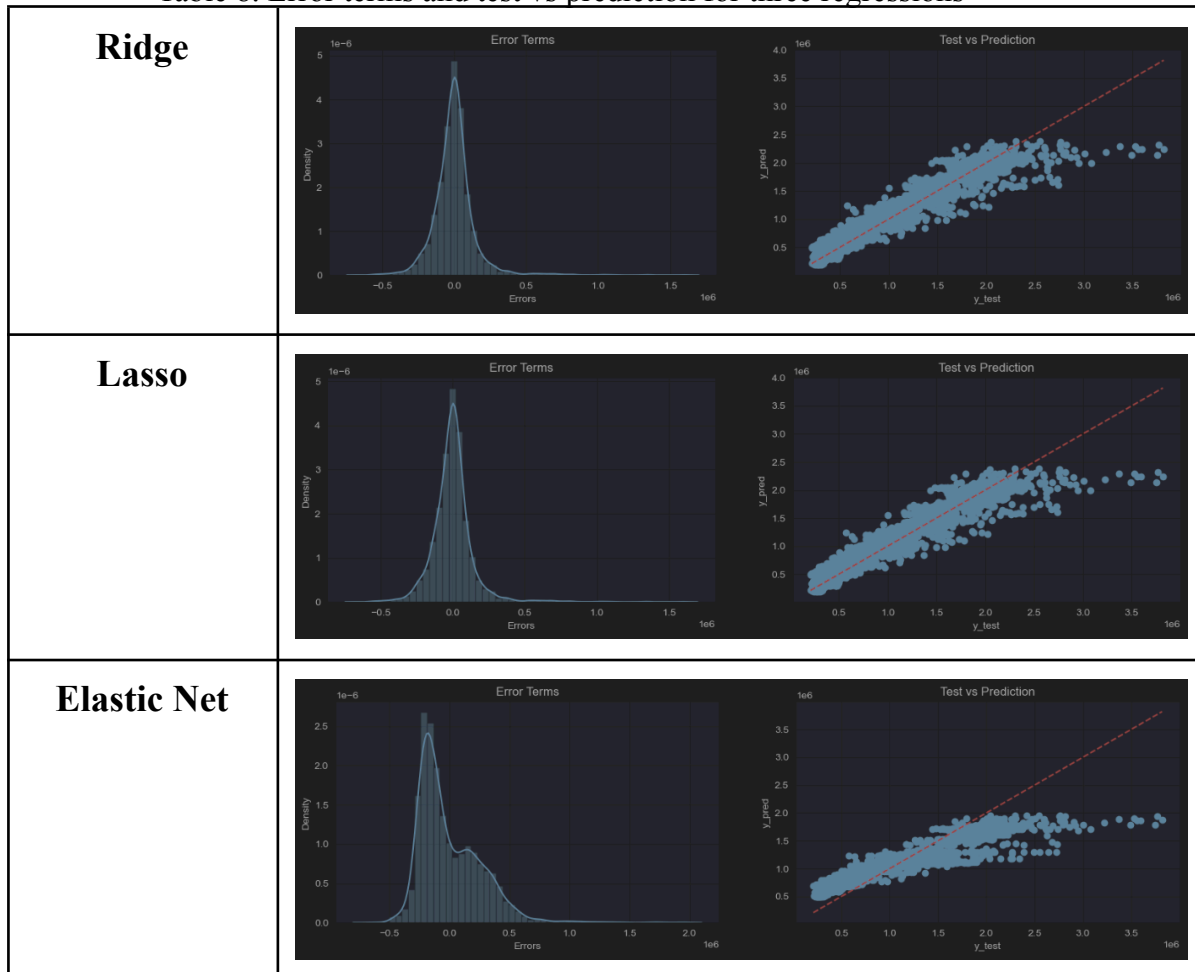 Table 6: Error terms and test vs prediction for three regressions
Ridge
Error Terms
1e−6
5
4
3
2
1
0
Density
−0.5 0.0 0.5 1.0 1.5
Errors
1e6
Test vs Prediction
1e6
4.0
3.5
3.0
2.5
2.0
1.5
1.0
0.5
y_pred
0.5 1.0 1.5 2.0 2.5 3.0 3.5
y_test
1e6
Lasso
Error Terms
1e−6
5
4
3
2
1
0
Density
−0.5 0.0 0.5 1.0 1.5
Errors
1e6
Test vs Prediction
1e6
4.0
3.5
3.0
2.5
2.0
1.5
1.0
0.5
y_pred
0.5 1.0 1.5 2.0 2.5 3.0 3.5
y_test
1e6
Elastic Net
Error Terms
1e−6
2.5
2.0
1.5
1.0
0.5
0.0
Density
−0.5 0.0 0.5 1.0 1.5 2.0
Errors
1e6
Test vs Prediction
1e6
3.5
3.0
2.5
2.0
1.5
1.0
0.5
y_pred
0.5 1.0 1.5 2.0 2.5 3.0 3.5
y_test
1e6